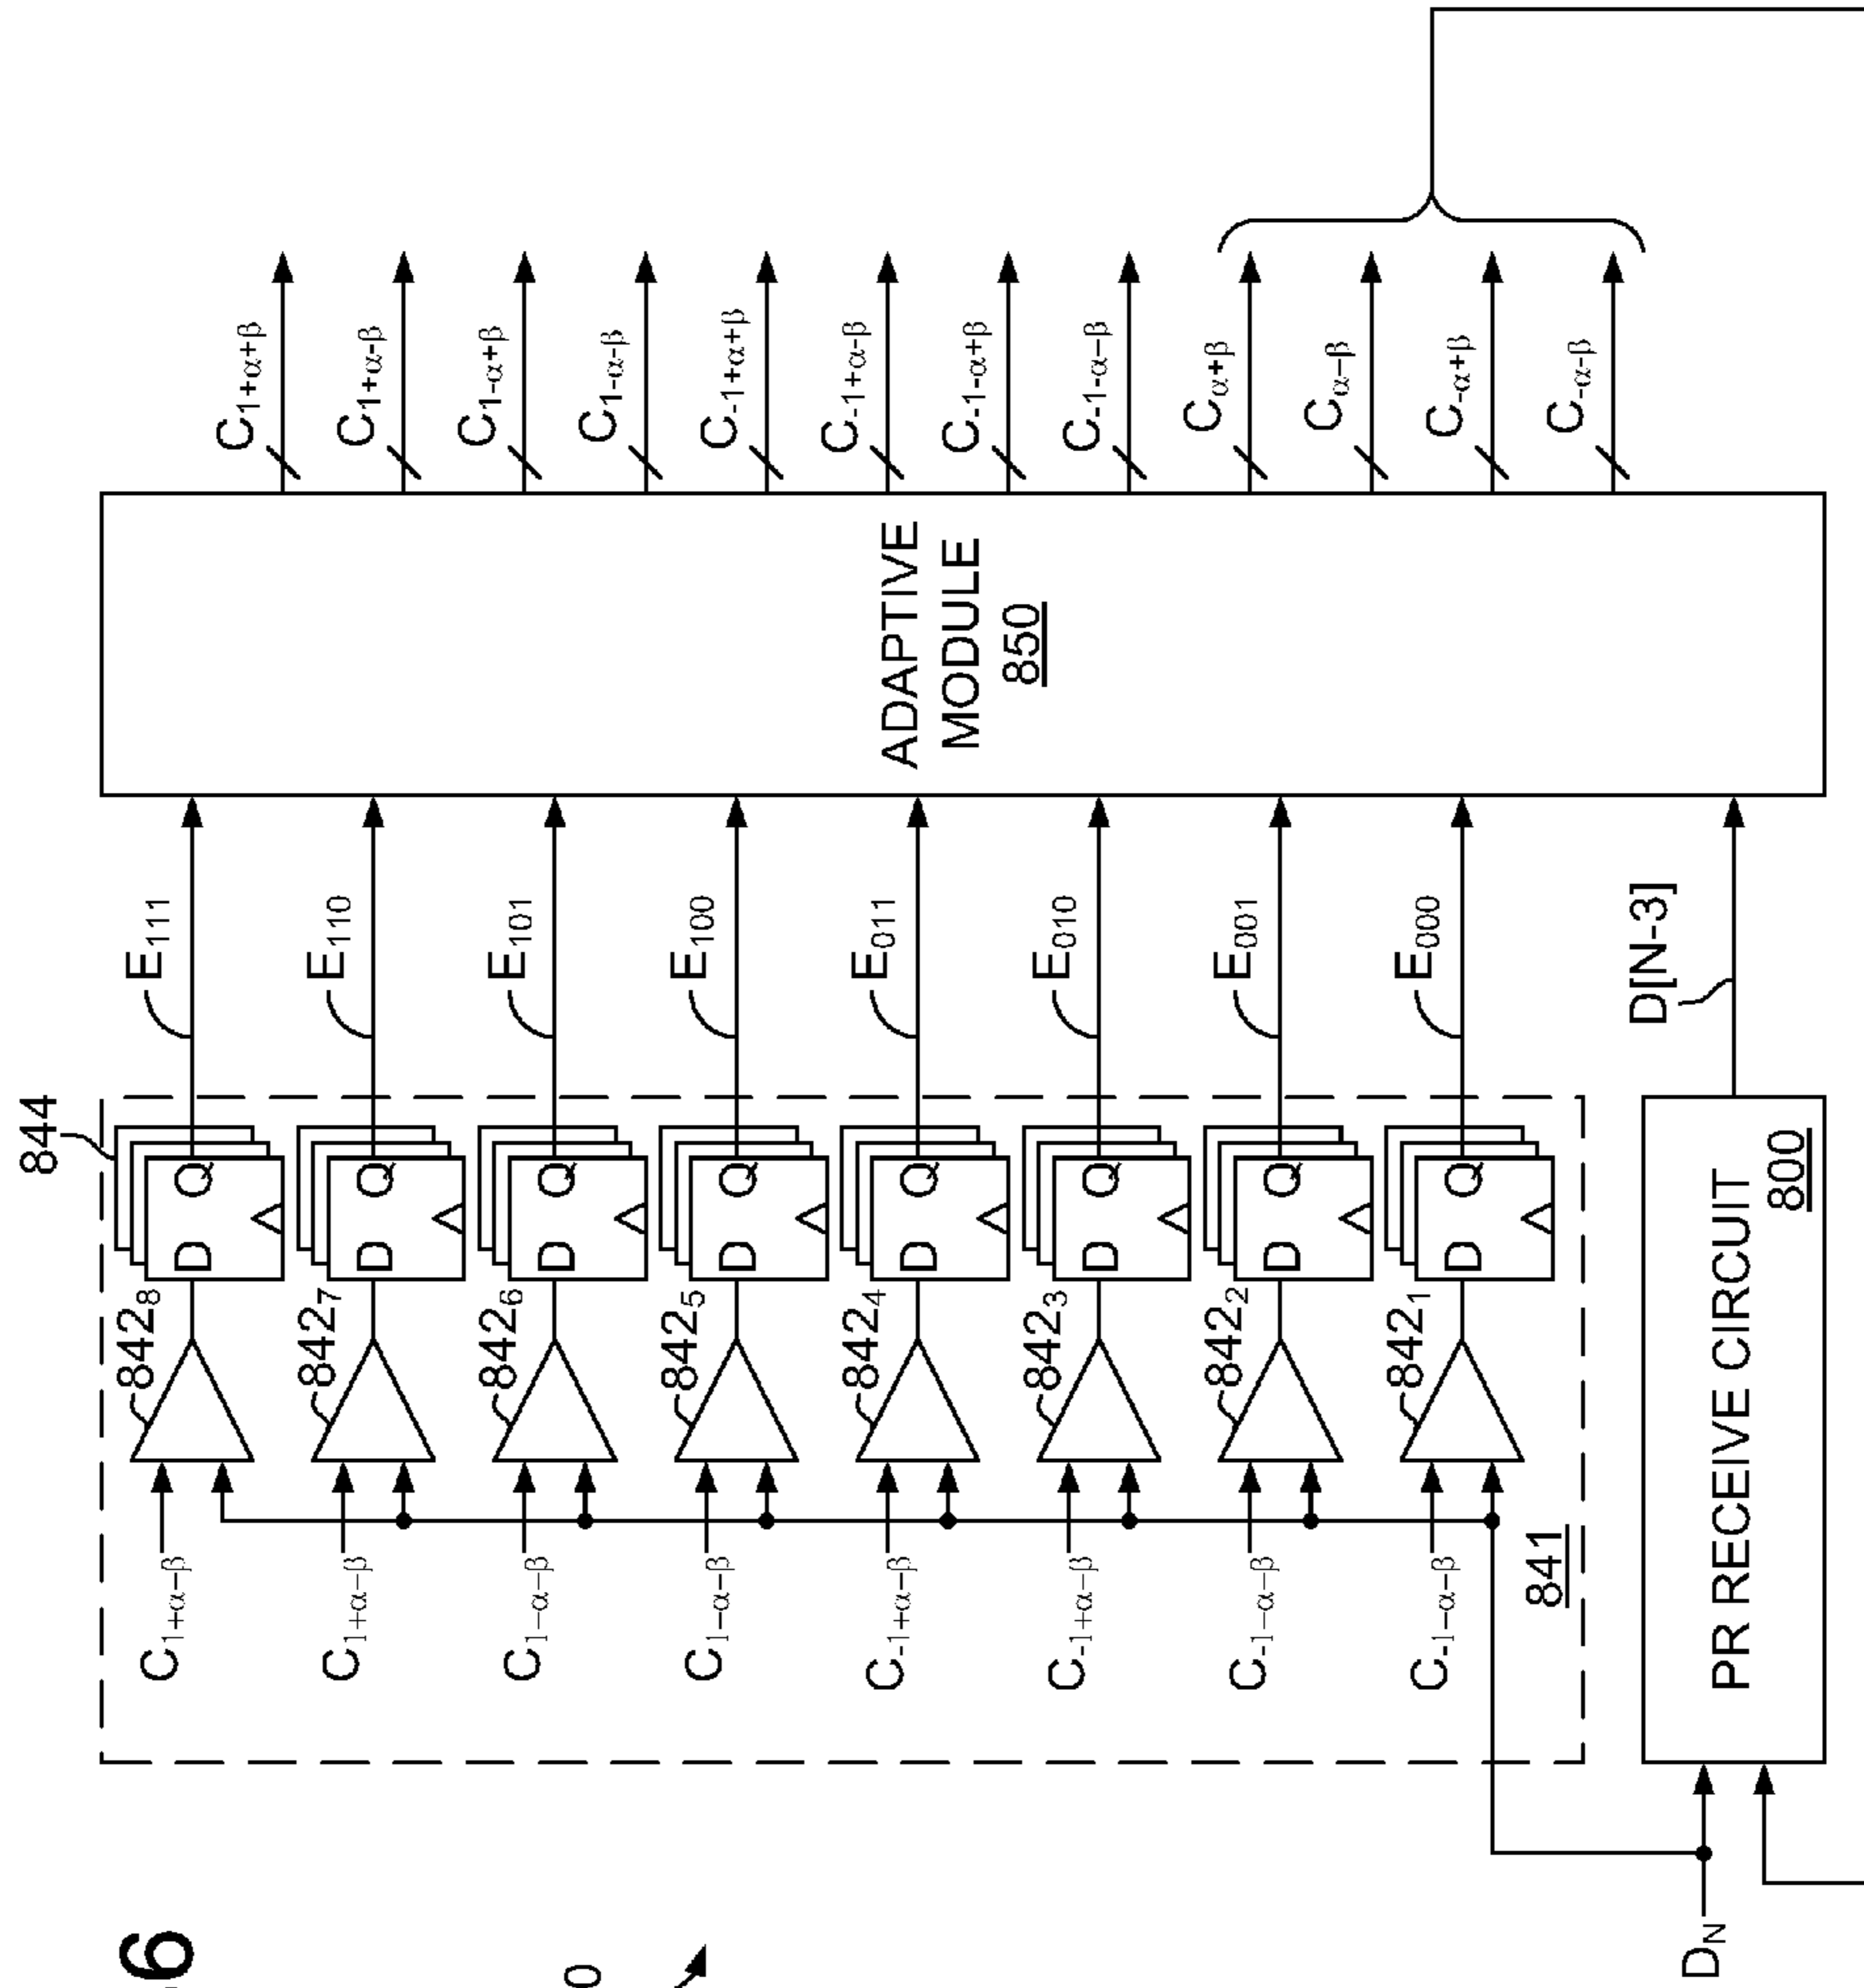 844
6
C1+α−β 8428 D Q E111
C1+α+β
C1+α−β 8427 D Q E110
C1+α-β
C1−α−β 8426 D Q E101
C1-α+β
0
C1−α−β 8425 D Q E100
C1-α-β
C-1+α−β 8424 D Q E011
C-1+α+β
ADAPTIVE
MODULE
850
C-1+α-β
C-1+α−β 8423 D Q E010
C-1-α+β
C-1-α-β
C-1−α−β 8422 D Q E001
Cα+β
Cα−β
C-1−α−β 8421 D Q E000
C-α+β
841
C-α-β
D[N-3]
DN
PR RECEIVE CIRCUIT
800